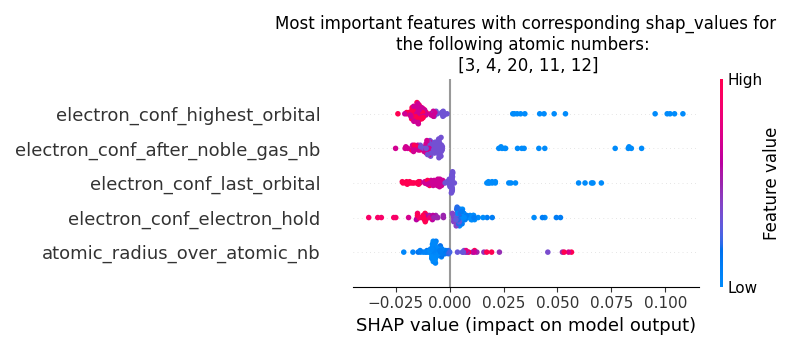 Most important features with corresponding shap_values for
the following atomic numbers:
[3, 4, 20, 11, 12]
High
electron_conf_highest_orbital
electron_conf_after_noble_gas_nb
electron_conf_last_orbital
electron_conf_electron_hold
atomic_radius_over_atomic_nb
Feature value
Low
−0.025 0.000 0.025 0.050 0.075 0.100
SHAP value (impact on model output)